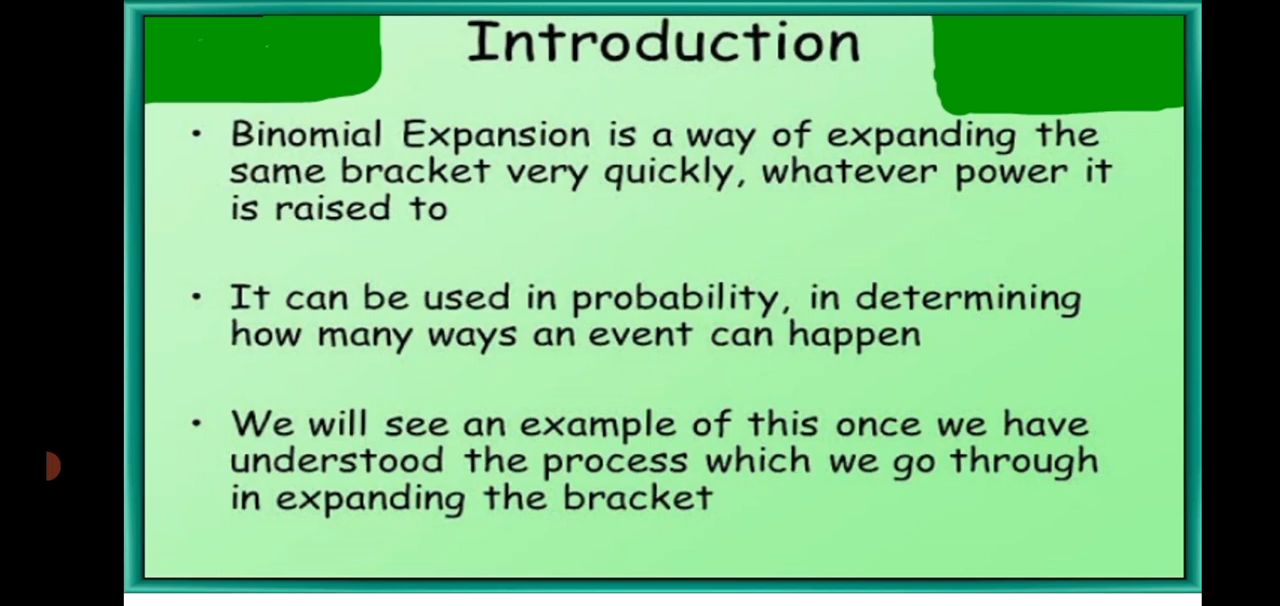 Introduction
• Binomial Expansion is a way of expanding the
same bracket very quickly, whatever power it
is raised to
• It can be used in probability, in determining
how many ways an event can happen
• We will see an example of this once we have
understood the process which we go through
in expanding the bracket